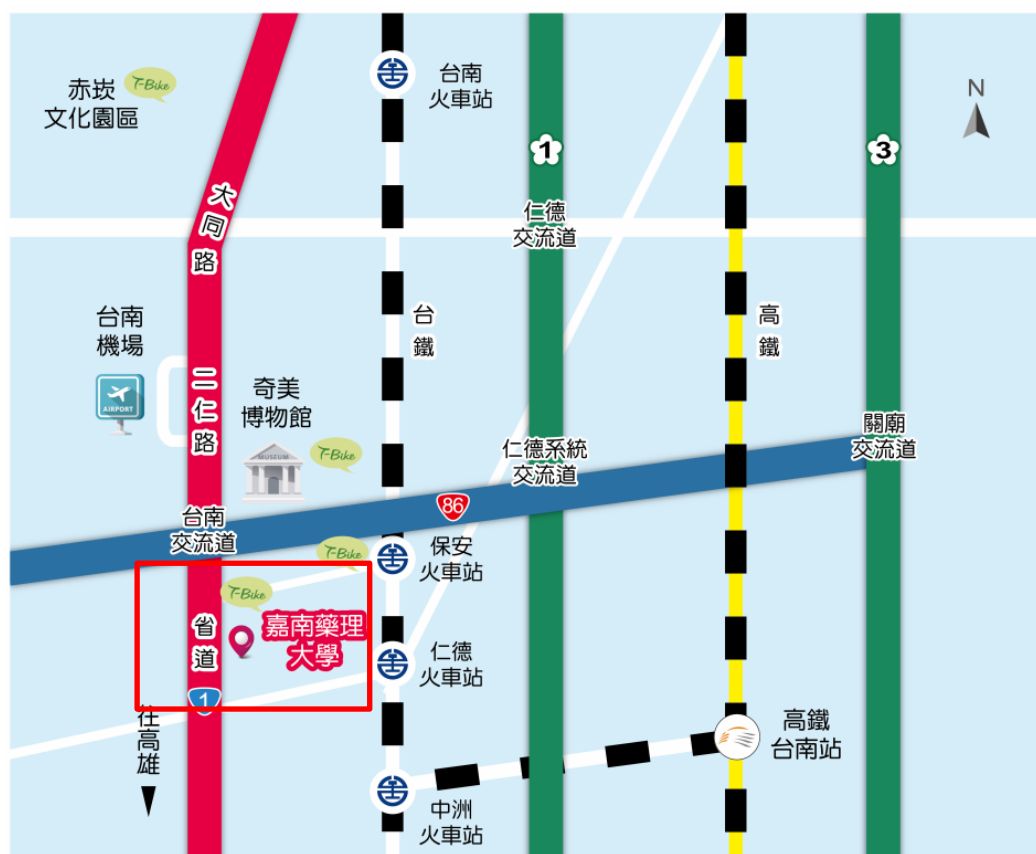 赤崁
文化園區
T-Bike
台南
火車站
N
1
3
大同路
仁德
交流道
台鐵
高鐵
台南
機場
AIRPORT
二仁路
奇美
博物館
MUSEUM
T-Bike
仁德系統
交流道
關廟
交流道
86
台南
交流道
T-Bike
保安
火車站
T-Bike
省道
嘉南藥理
大學
仁德
火車站
1
往高雄
高鐵
台南站
中洲
火車站